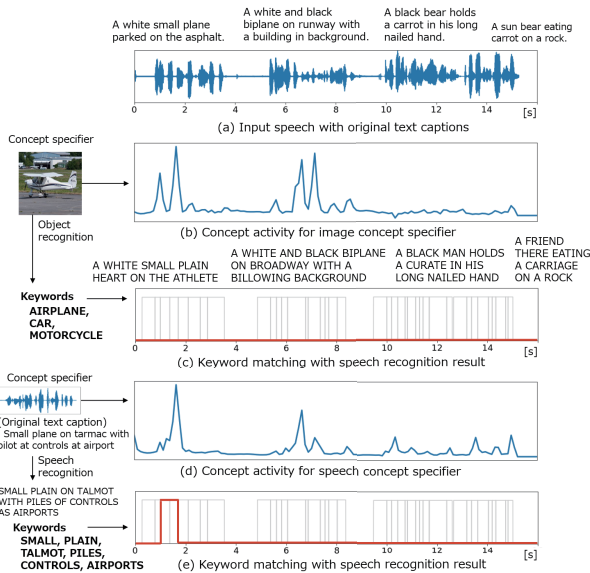 A white small plane
parked on the asphalt.
A white and black
biplane on runway with
a building in background.
A black bear holds
a carrot in his long
nailed hand.
A sun bear eating
carrot on a rock.
0 2 4 6 8 10 12 14 [s]
(a) Input speech with original text captions
Concept specifier
(b) Concept activity for image concept specifier
Object
recognition
A WHITE SMALL PLAIN
HEART ON THE ATHLETE
A WHITE AND BLACK BIPLANE
ON BROADWAY WITH A
BILLOWING BACKGROUND
A BLACK MAN HOLDS
A CURATE IN HIS
LONG NAILED HAND
A FRIEND
THERE EATING
A CARRIAGE
ON A ROCK
Keywords
AIRPLANE,
CAR,
MOTORCYCLE
0 2 4 6 8 10 12 14 [s]
(c) Keyword matching with speech recognition result
Concept specifier
(Original text caption)
Small plane on tarmac with
pilot at controls at airport
(d) Concept activity for speech concept specifier
Speech
recognition
SMALL PLAIN ON TALMOT
WITH PILES OF CONTROLS
AS AIRPORTS
Keywords
SMALL, PLAIN,
TALMOT, PILES,
CONTROLS, AIRPORTS
0 2 4 6 8 10 12 14 [s]
(e) Keyword matching with speech recognition result